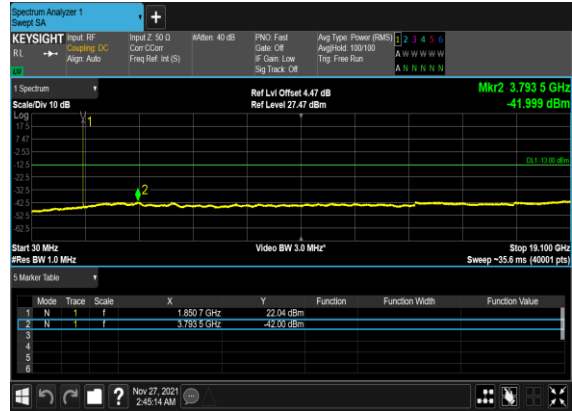 Spectrum Analyzer 1
Swept SA
+
KEYSIGHT Input: RF Input Z: 50 Ω #Atten: 40 dB PNO: Fast Avg Type: Power (RMS) 1 2 3 4 5 6
RL Coupling: DC Corr CCorr Gate: Off Avg|Hold: 100/100 A W W W W W
Align: Auto Freq Ref: Int (S) IF Gain: Low Trig: Free Run
Sig Track: Off A N N N N N
1 Spectrum Ref Lvl Offset 4.47 dB Mkr2 3.793 5 GHz
Scale/Div 10 dB Ref Level 27.47 dBm -41.999 dBm
Log
17.5
7.47
-2.53
-12.5
-22.5
-32.5
-42.5
-52.5
-62.5
1
2
DL1 -13.00 dBm
Start 30 MHz Video BW 3.0 MHz* Stop 19.100 GHz
#Res BW 1.0 MHz Sweep ~35.6 ms (40001 pts)
5 Marker Table
Mode Trace Scale X Y Function Function Width Function Value
1 N 1 f 1.850 7 GHz 22.04 dBm
2 N 1 f 3.793 5 GHz -42.00 dBm
3
4
5
6
? Nov 27, 2021
2:45:14 AM